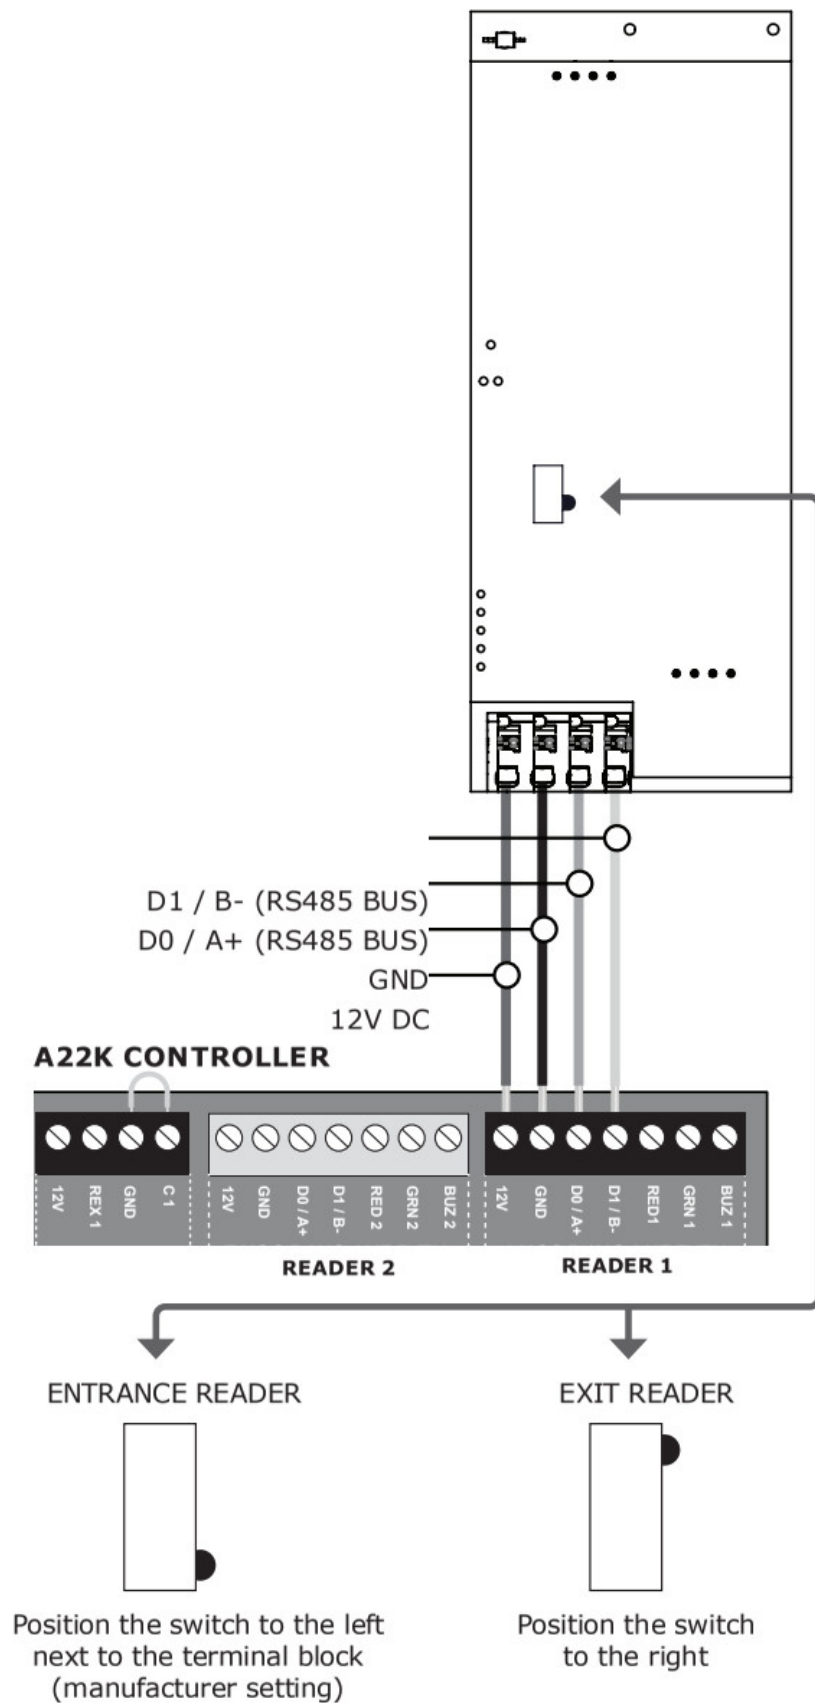 D1 / B- (RS485 BUS)
D0 / A+ (RS485 BUS)
GND
12V DC
A22K CONTROLLER
12V
REX 1
GND
C 1
12V
GND
D0 / A+
D1 / B-
RED 2
GRN 2
BUZ 2
12V
GND
D0 / A+
D1 / B-
RED1
GRN 1
BUZ 1
READER 2
READER 1
ENTRANCE READER
EXIT READER
Position the switch to the left
next to the terminal block
(manufacturer setting)
Position the switch
to the right